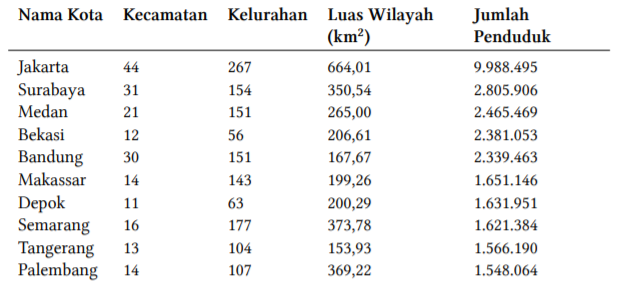 Nama Kota Kecamatan Kelurahan Luas Wilayah (km²) Jumlah Penduduk
Jakarta 44 267 664,01 9.988.495
Surabaya 31 154 350,54 2.805.906
Medan 21 151 265,00 2.465.469
Bekasi 12 56 206,61 2.381.053
Bandung 30 151 167,67 2.339.463
Makassar 14 143 199,26 1.651.146
Depok 11 63 200,29 1.631.951
Semarang 16 177 373,78 1.621.384
Tangerang 13 104 153,93 1.566.190
Palembang 14 107 369,22 1.548.064